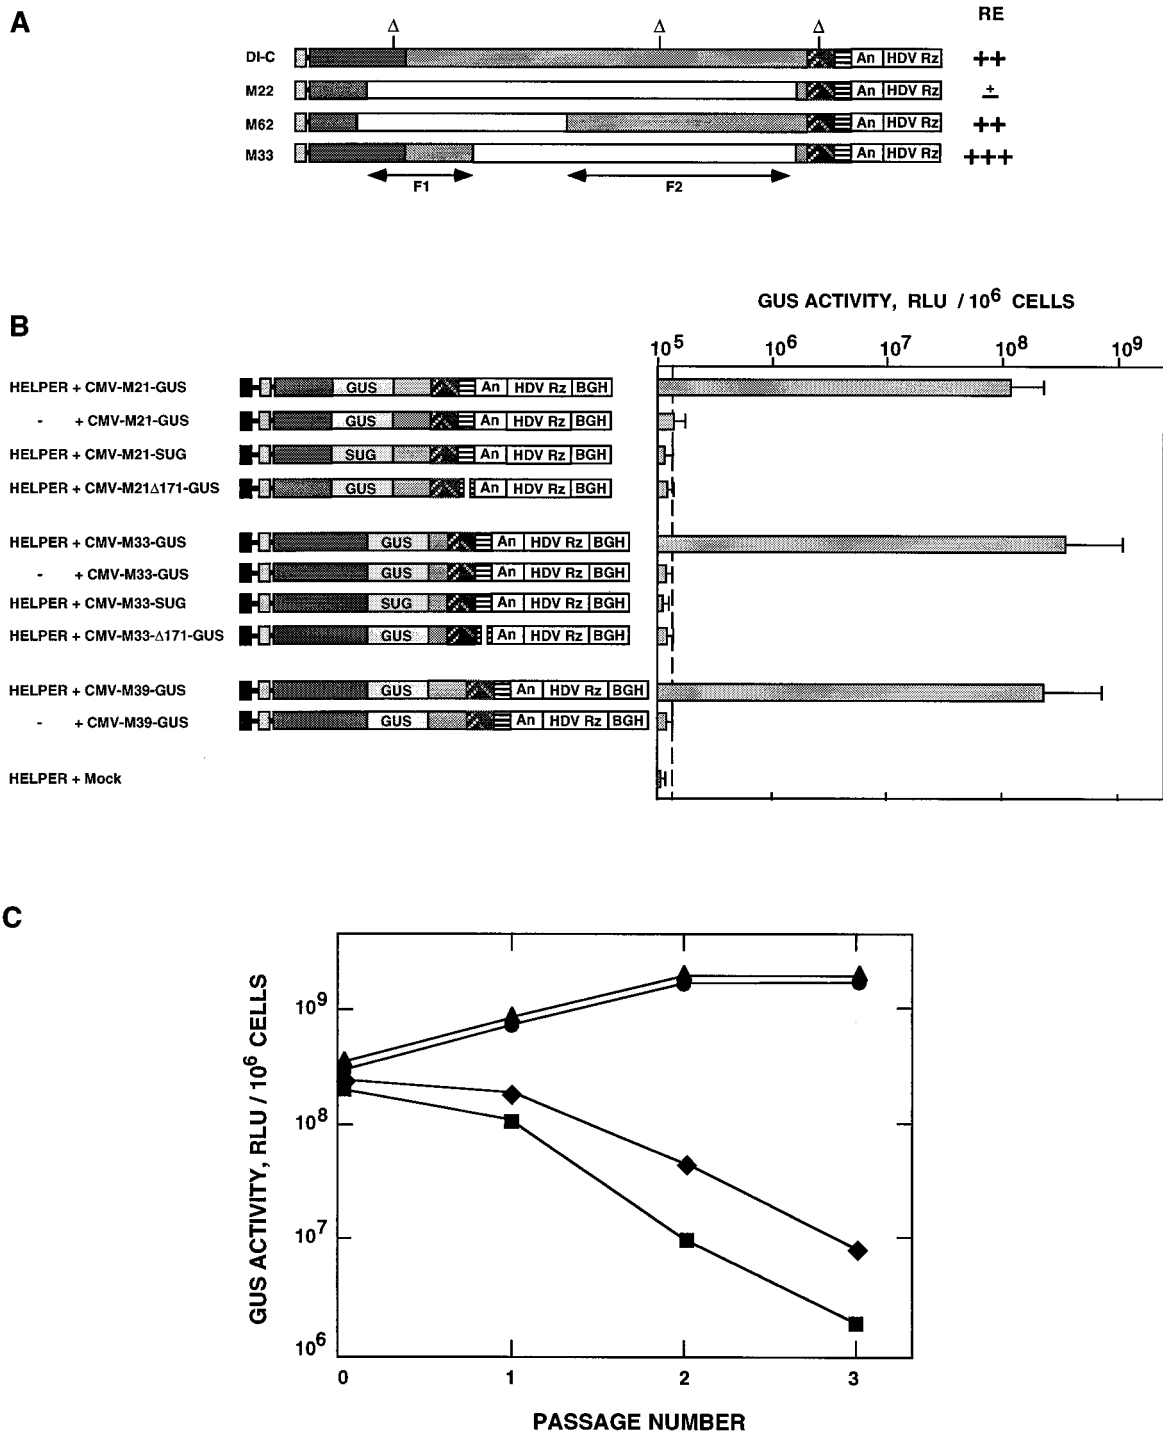 A
Δ Δ Δ RE
DI-C An HDV Rz ++
M22 An HDV Rz ±
M62 An HDV Rz ++
M33 An HDV Rz +++
F1 F2
GUS ACTIVITY, RLU / 10⁶ CELLS
B
10⁵ 10⁶ 10⁷ 10⁸ 10⁹
HELPER + CMV-M21-GUS GUS An HDV Rz BGH
- + CMV-M21-GUS GUS An HDV Rz BGH
HELPER + CMV-M21-SUG SUG An HDV Rz BGH
HELPER + CMV-M21Δ171-GUS GUS An HDV Rz BGH
HELPER + CMV-M33-GUS GUS An HDV Rz BGH
- + CMV-M33-GUS GUS An HDV Rz BGH
HELPER + CMV-M33-SUG SUG An HDV Rz BGH
HELPER + CMV-M33-Δ171-GUS GUS An HDV Rz BGH
HELPER + CMV-M39-GUS GUS An HDV Rz BGH
- + CMV-M39-GUS GUS An HDV Rz BGH
HELPER + Mock
C
GUS ACTIVITY, RLU / 10⁶ CELLS
10⁹
10⁸
10⁷
10⁶
0 1 2 3
PASSAGE NUMBER